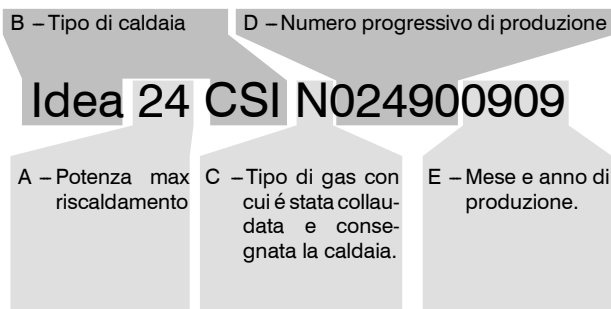 B – Tipo di caldaia
D – Numero progressivo di produzione
Idea 24 CSI N024900909
A – Potenza max
riscaldamento
C – Tipo di gas con
cui é stata collau-
data e conse-
gnata la caldaia.
E – Mese e anno di
produzione.